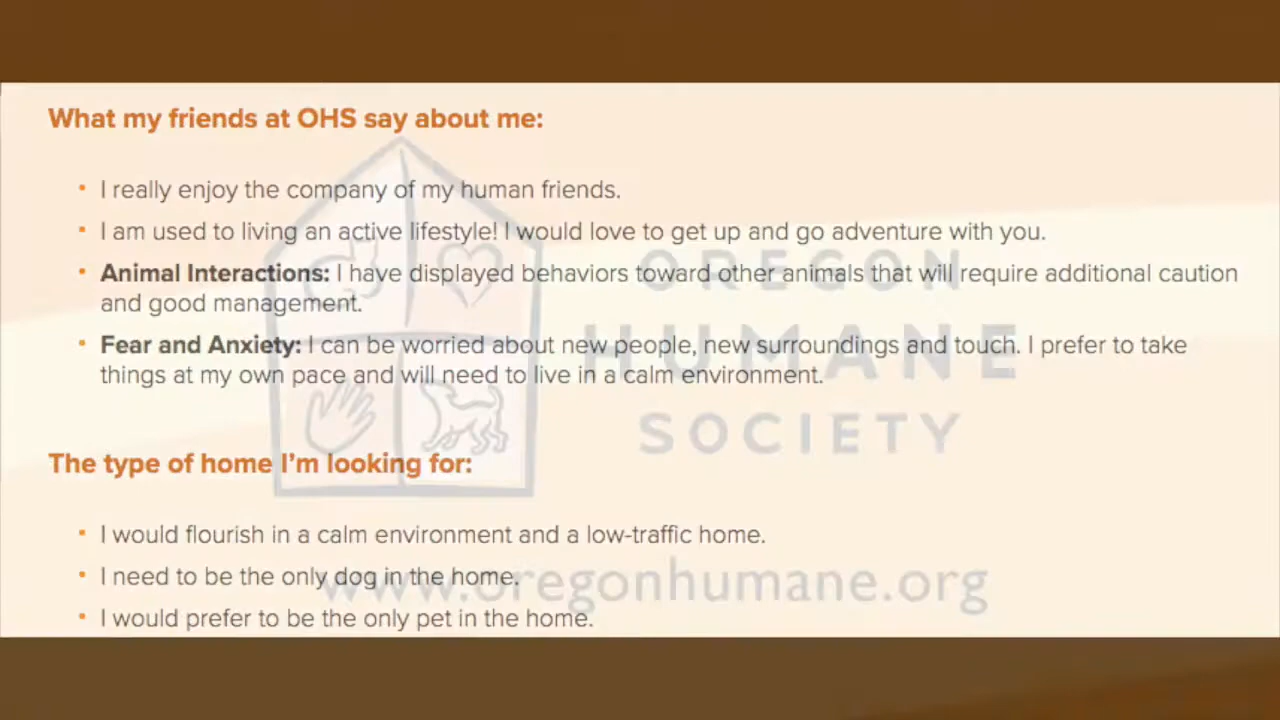 What my friends at OHS say about me:
• I really enjoy the company of my human friends.
• I am used to living an active lifestyle! I would love to get up and go adventure with you.
• Animal Interactions: I have displayed behaviors toward other animals that will require additional caution
and good management.
• Fear and Anxiety: I can be worried about new people, new surroundings and touch. I prefer to take
things at my own pace and will need to live in a calm environment.
OREGON
HUMANE
SOCIETY
The type of home I'm looking for:
• I would flourish in a calm environment and a low-traffic home.
• I need to be the only dog in the home.
www.oregonhumane.org
• I would prefer to be the only pet in the home.